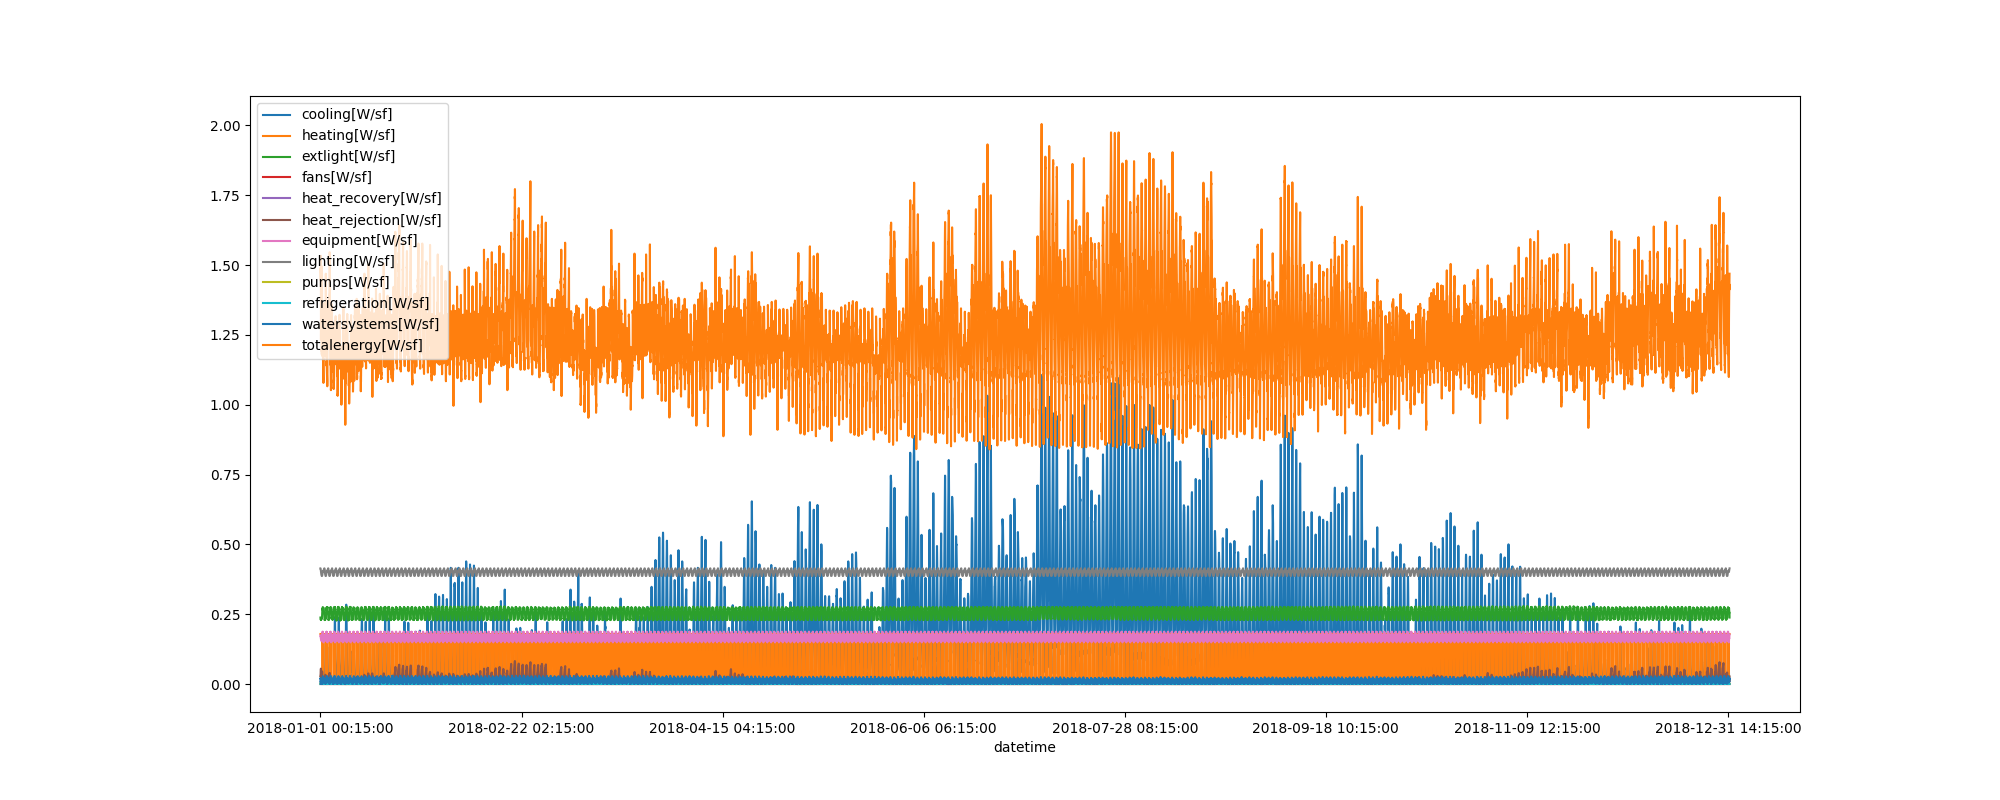 cooling[W/sf]
heating[W/sf]
extlight[W/sf]
fans[W/sf]
heat_recovery[W/sf]
heat_rejection[W/sf]
equipment[W/sf]
lighting[W/sf]
pumps[W/sf]
refrigeration[W/sf]
watersystems[W/sf]
totalenergy[W/sf]
2.00
1.75
1.50
1.25
1.00
0.75
0.50
0.25
0.00
2018-01-01 00:15:00 2018-02-22 02:15:00 2018-04-15 04:15:00 2018-06-06 06:15:00 2018-07-28 08:15:00 2018-09-18 10:15:00 2018-11-09 12:15:00 2018-12-31 14:15:00
datetime